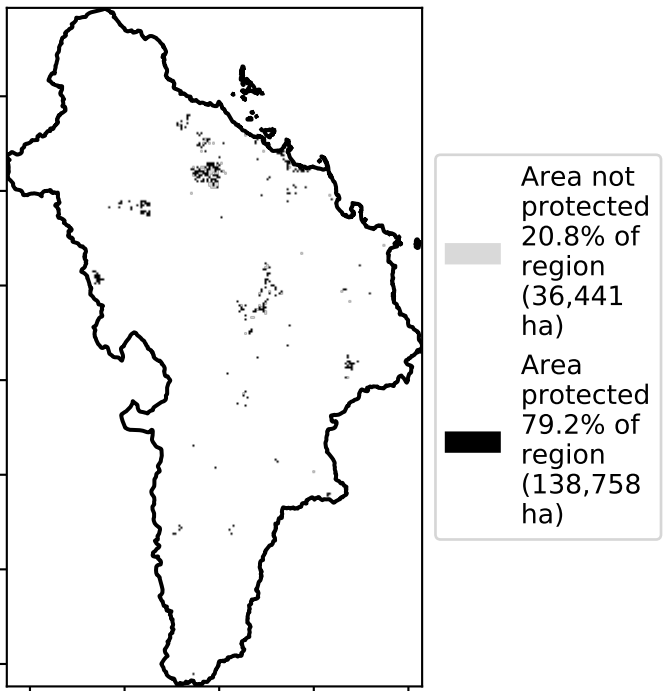 Area not
protected
20.8% of
region
(36,441
ha)
Area
protected
79.2% of
region
(138,758
ha)